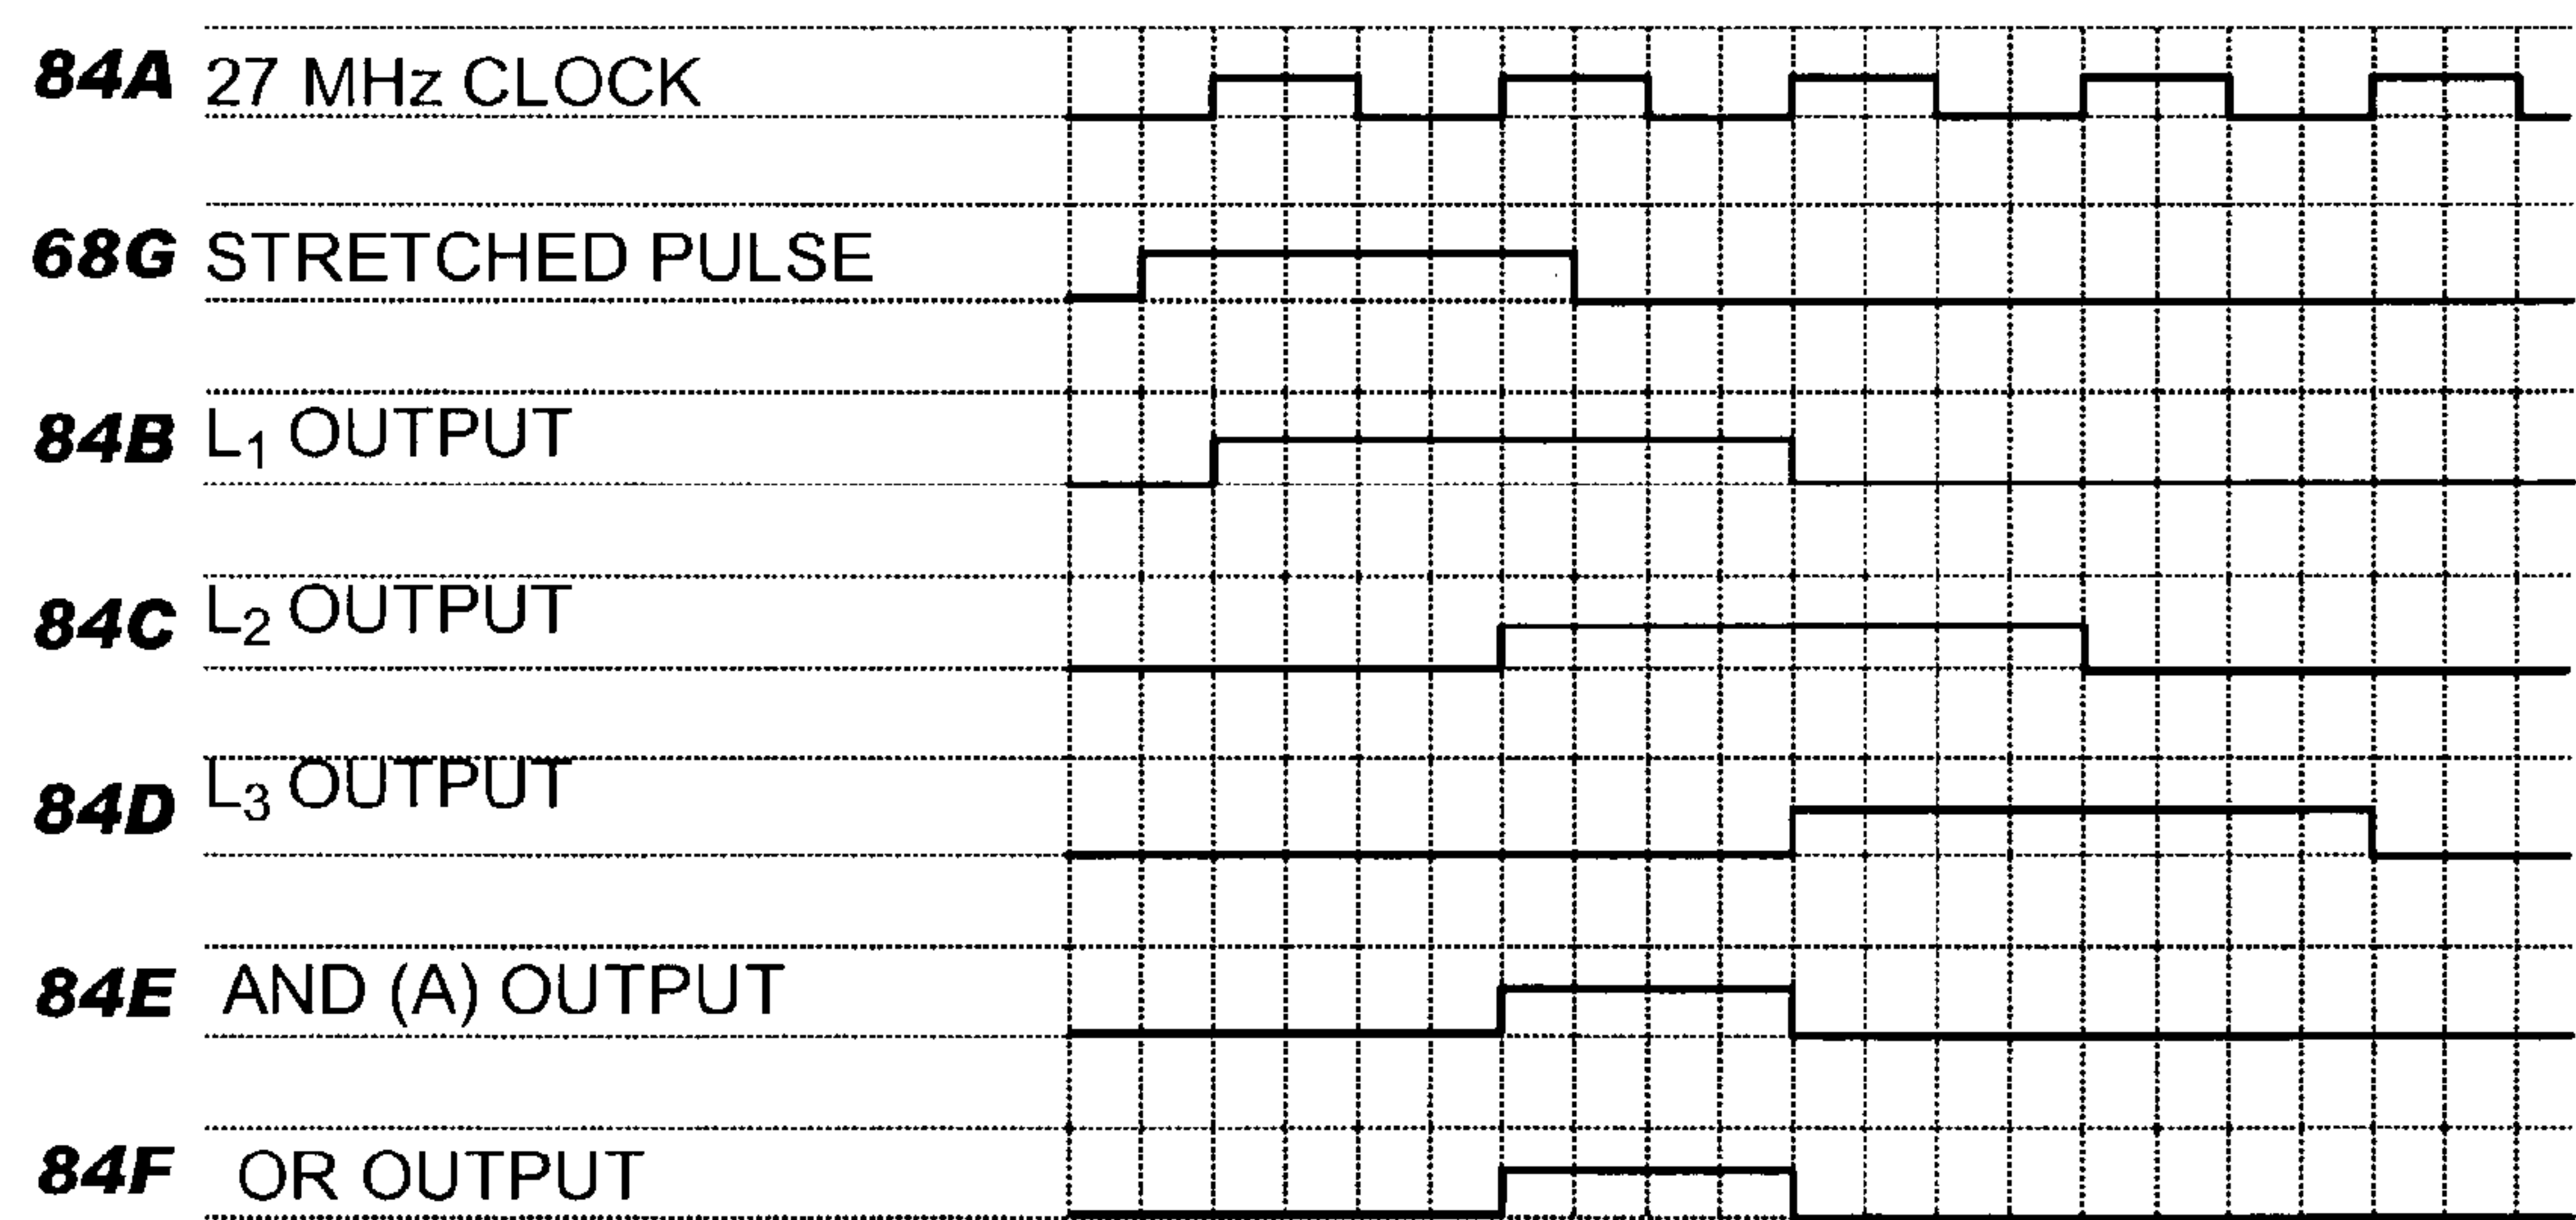 84A 27 MHz CLOCK
68G STRETCHED PULSE
84B L₁ OUTPUT
84C L₂ OUTPUT
84D L₃ OUTPUT
84E AND (A) OUTPUT
84F OR OUTPUT